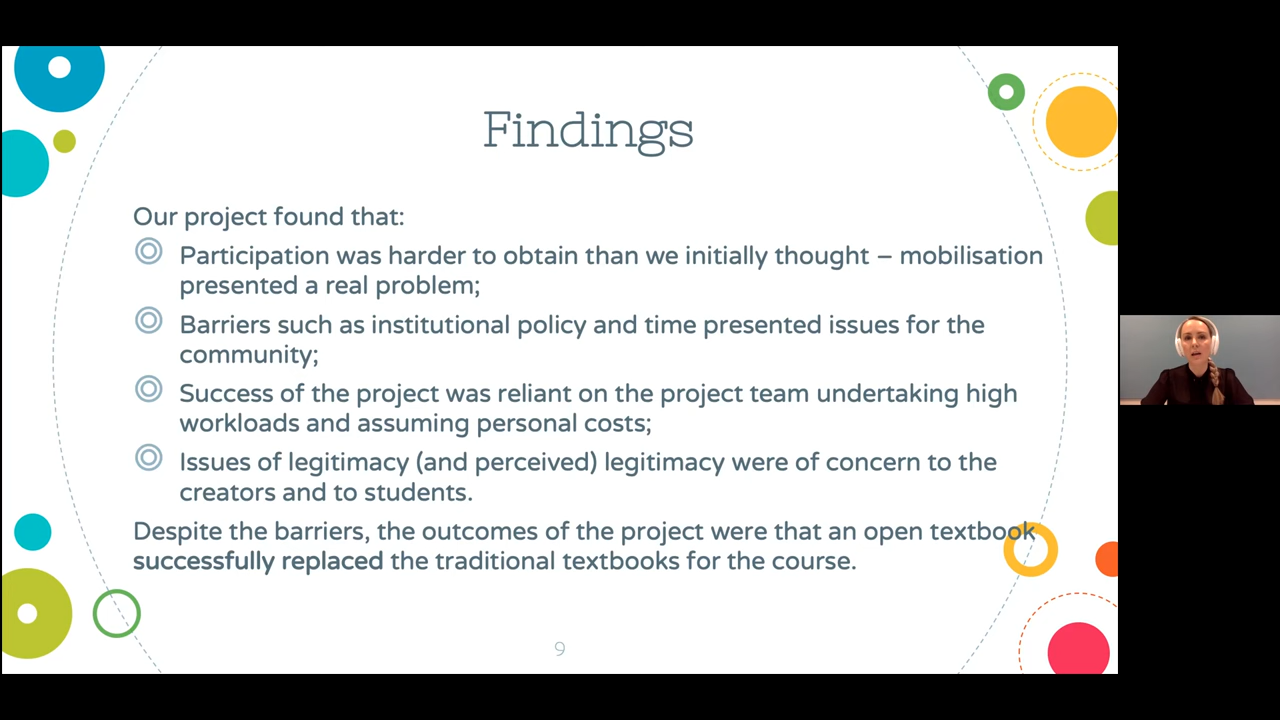 Findings
Our project found that:
Participation was harder to obtain than we initially thought – mobilisation
presented a real problem;
Barriers such as institutional policy and time presented issues for the
community;
Success of the project was reliant on the project team undertaking high
workloads and assuming personal costs;
Issues of legitimacy (and perceived) legitimacy were of concern to the
creators and to students.
Despite the barriers, the outcomes of the project were that an open textbook
successfully replaced the traditional textbooks for the course.
9